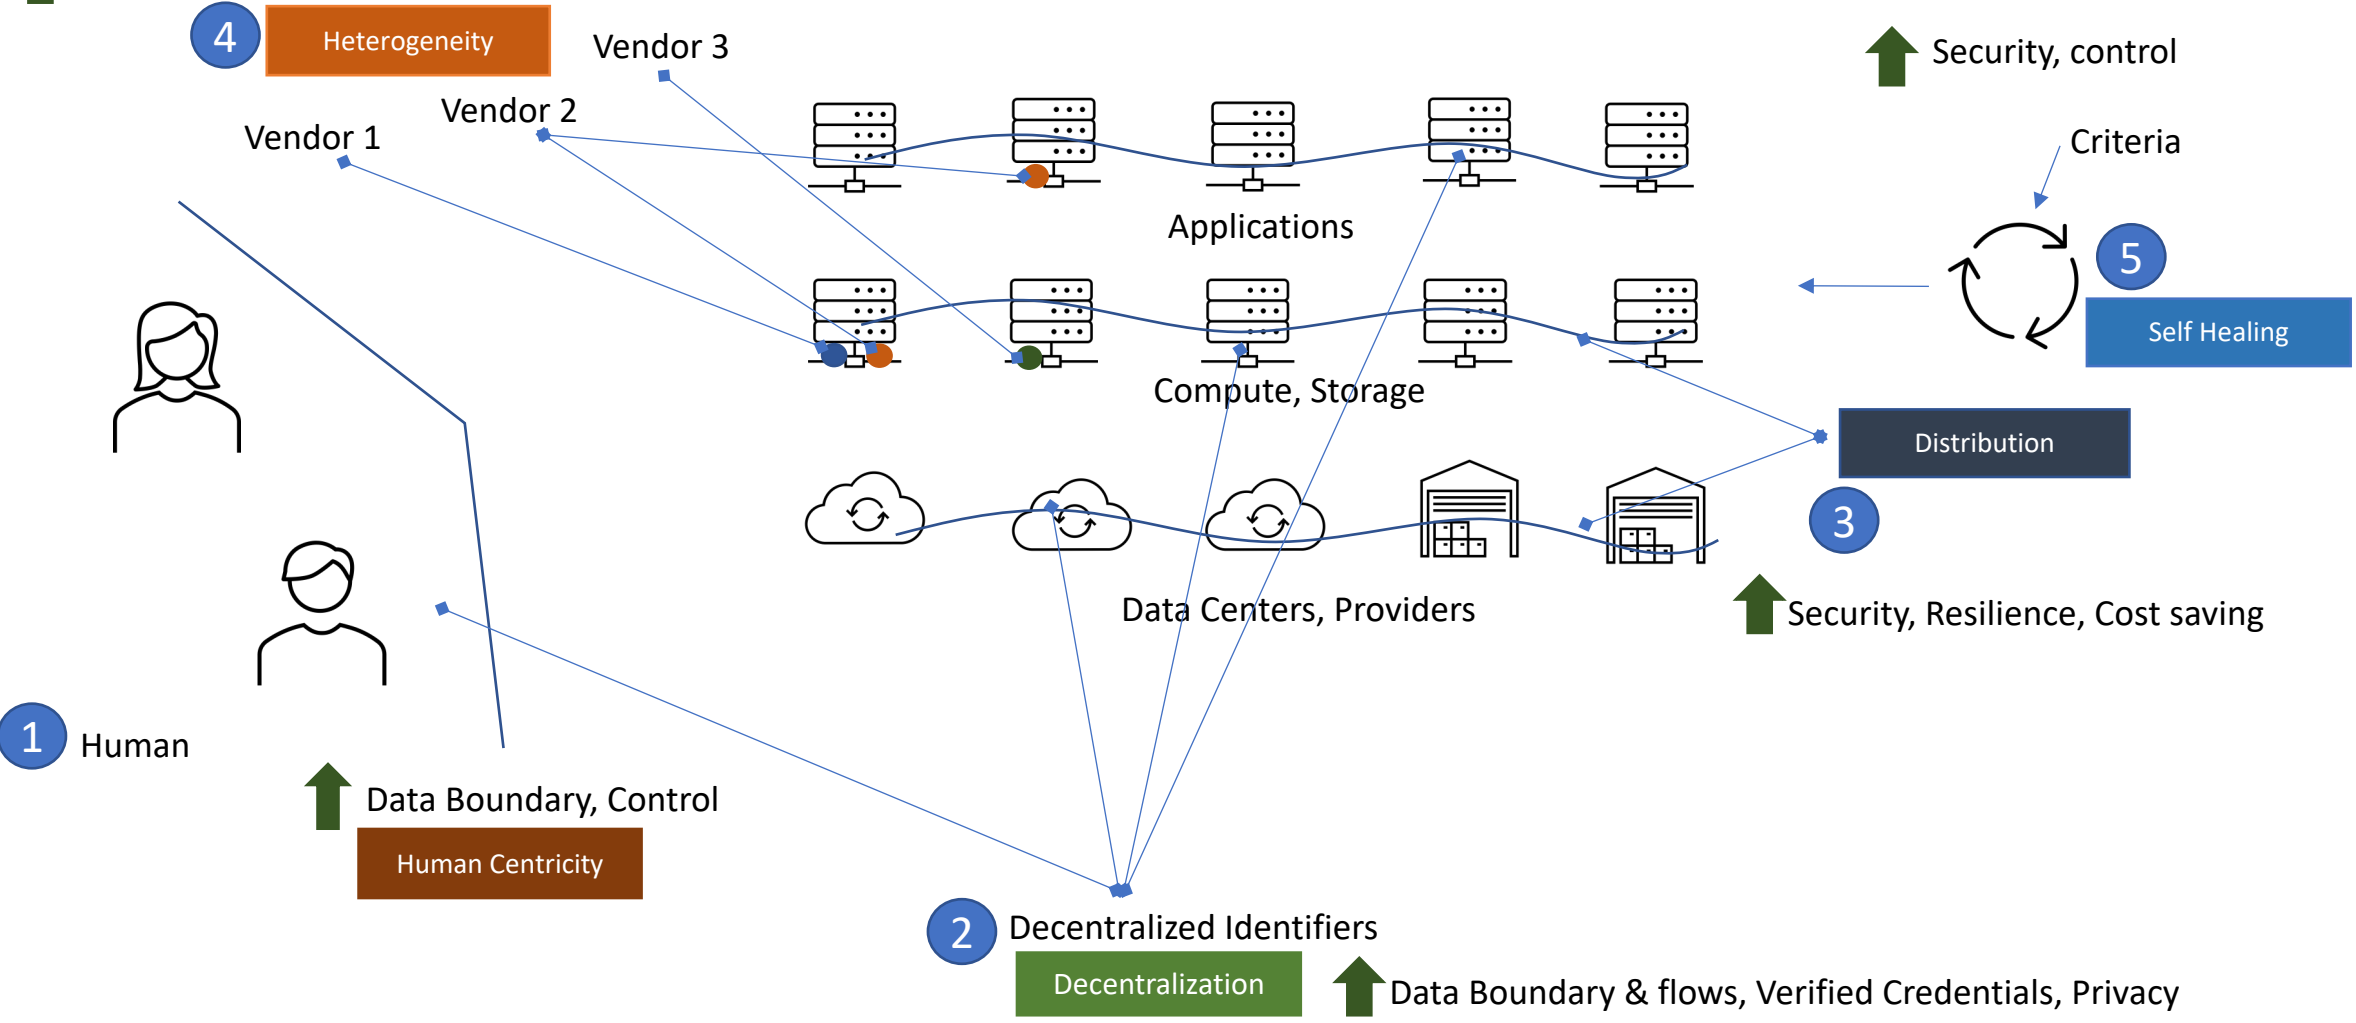 4
Heterogeneity
Vendor 3
Vendor 2
Vendor 1
Security, control
Criteria
Applications
5
Self Healing
Compute, Storage
Distribution
3
Data Centers, Providers
Security, Resilience, Cost saving
1
Human
Data Boundary, Control
Human Centricity
2
Decentralized Identifiers
Decentralization
Data Boundary & flows, Verified Credentials, Privacy